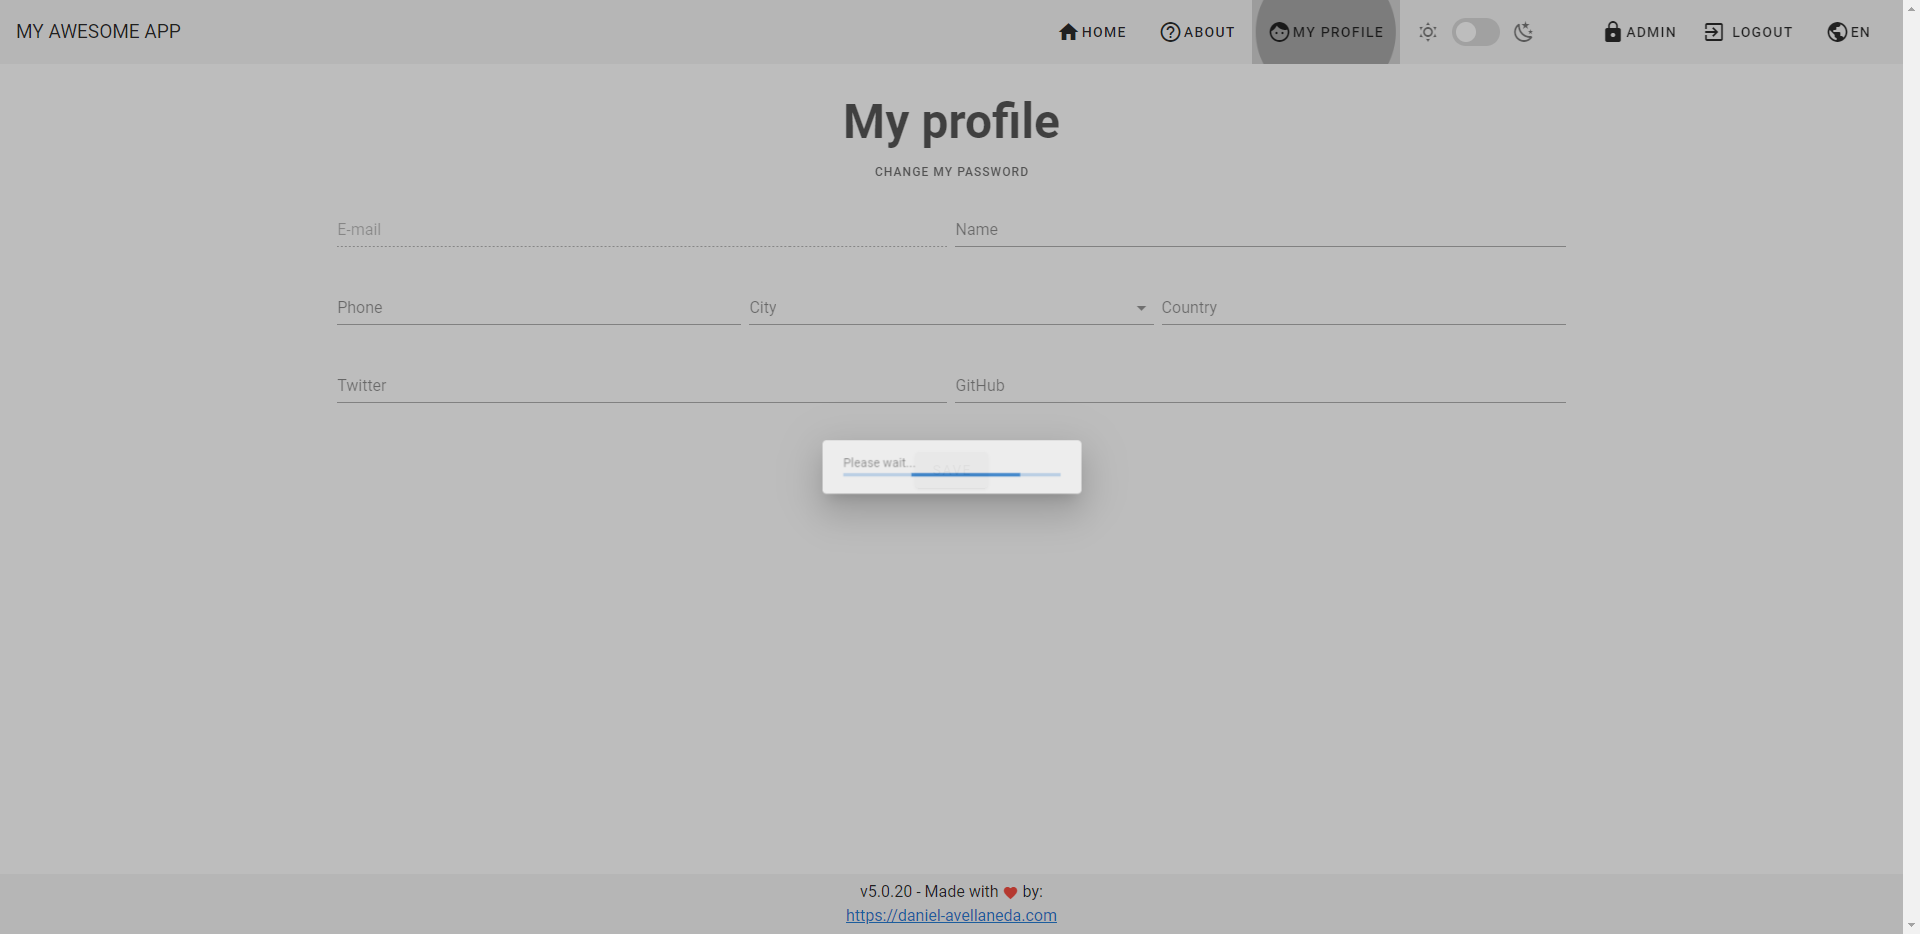 MY AWESOME APP
HOME
ABOUT
MY PROFILE
ADMIN
LOGOUT
EN
My profile
CHANGE MY PASSWORD
E-mail
Name
Phone
City
Country
Twitter
GitHub
Please wait...
SAVE
v5.0.20 - Made with ❤ by:
https://daniel-avellaneda.com